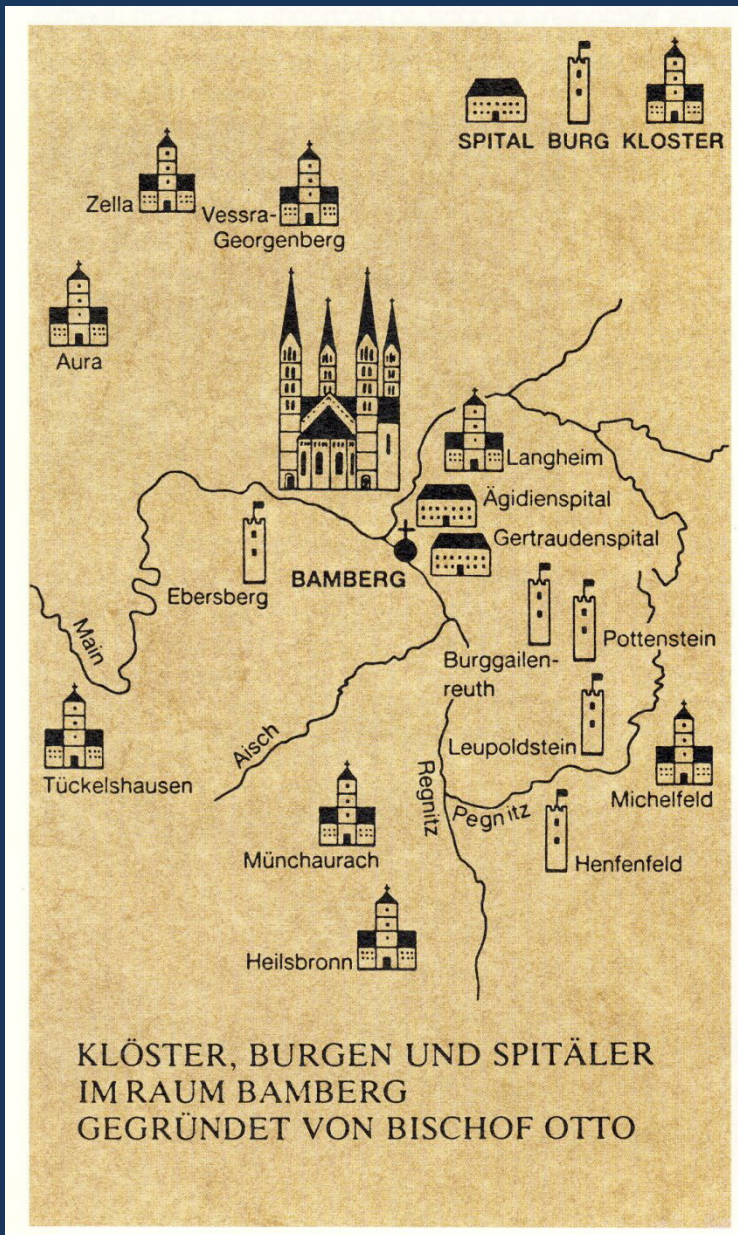 SPITAL BURG KLOSTER
Zella
Vessra-
Georgenberg
Aura
Langheim
Ägidienspital
Gertraudenspital
BAMBERG
Ebersberg
Main
Pottenstein
Burggailen-
reuth
Aisch
Leupoldstein
Tückelshausen
Regnitz
Pegnitz
Michelfeld
Münchaurach
Henfenfeld
Heilsbronn
KLÖSTER, BURGEN UND SPITÄLER
IM RAUM BAMBERG
GEGRÜNDET VON BISCHOF OTTO